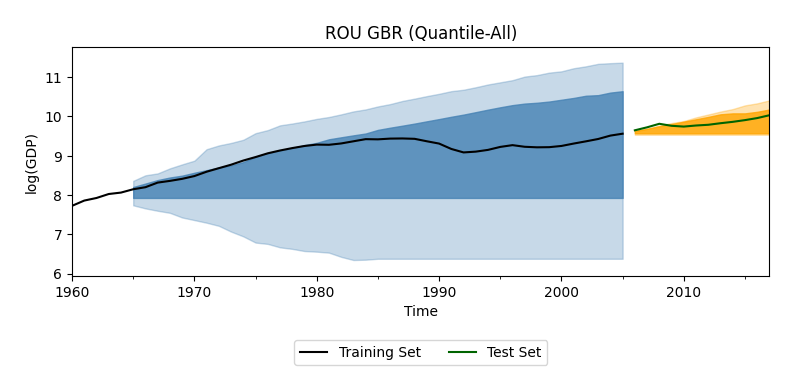 ROU GBR (Quantile-All)
11
10
9
8
7
6
log(GDP)
1960 1970 1980 1990 2000 2010
Time
Training Set Test Set